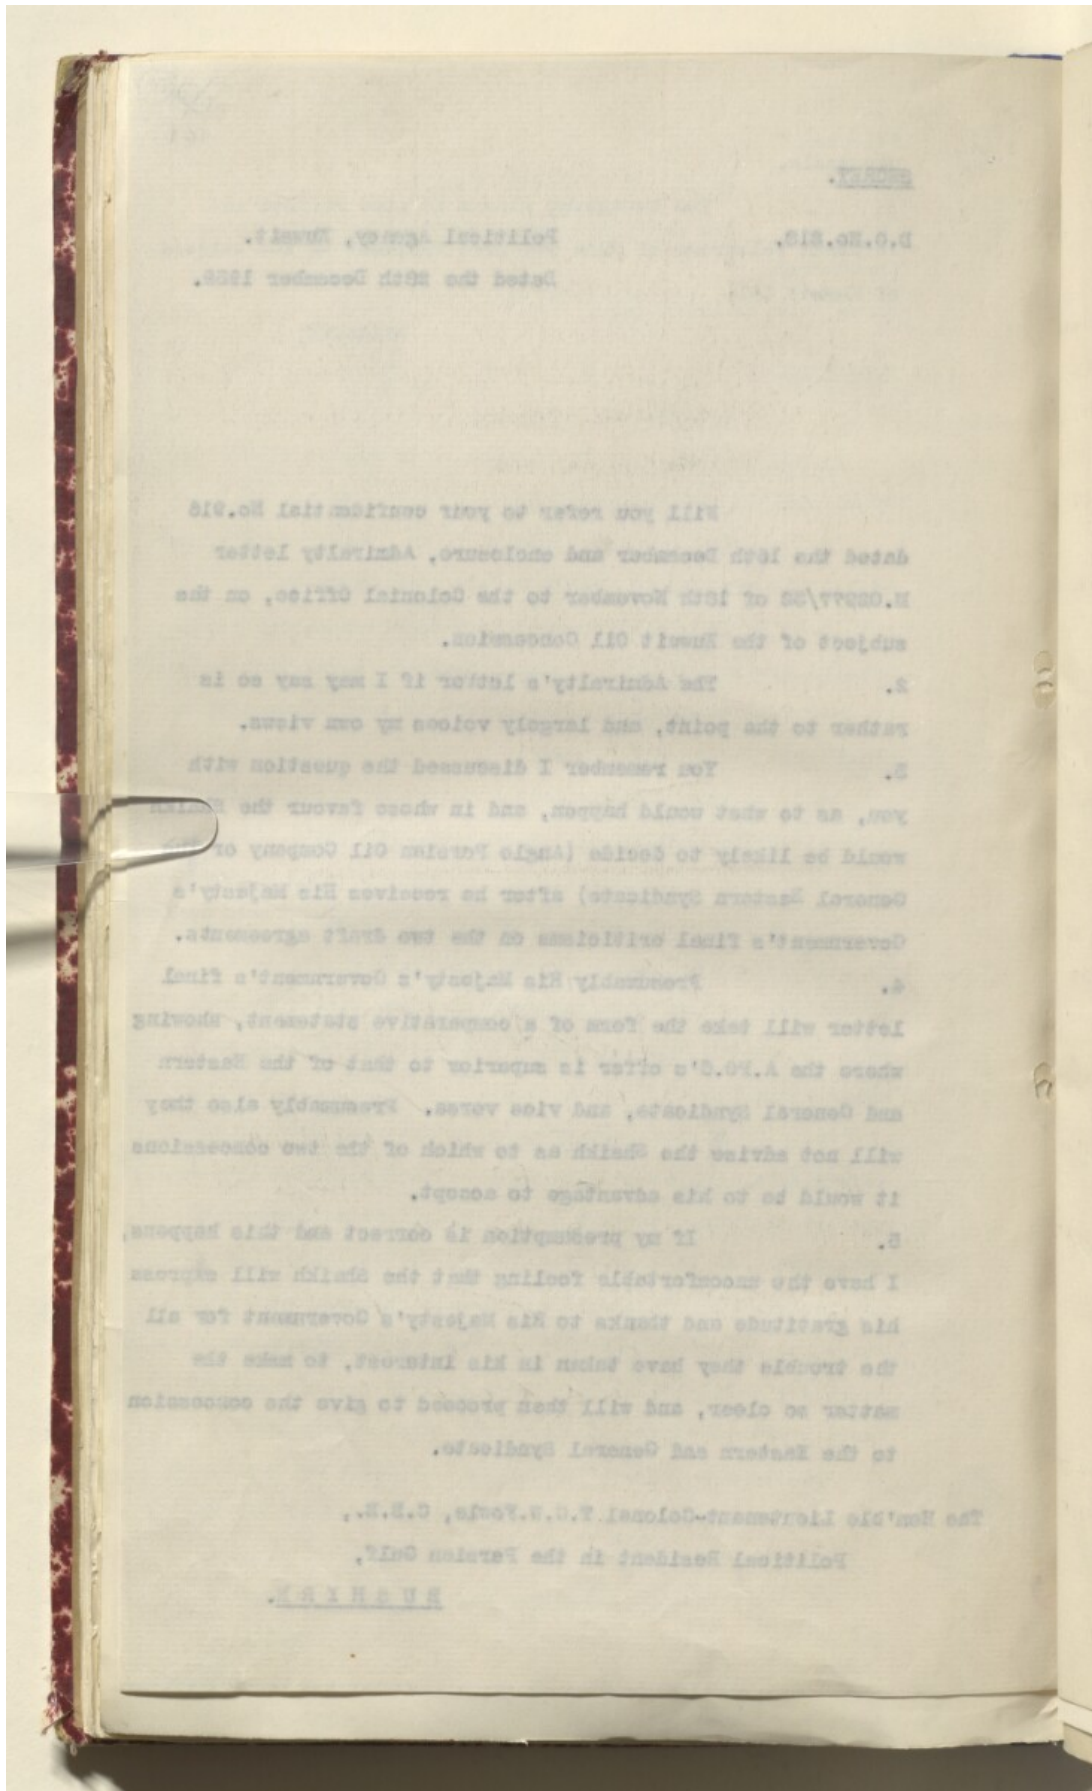 SECRET.
D.O.No.218, Political Agency, Kuwait.
Dated the 28th December 1932.
Will you refer to your confidential No.916
dated the 16th December and enclosure, Admiralty letter
M.02977/32 of 18th November to the Colonial Office, on the
subject of the Kuwait Oil Concession.
2. The Admiralty's letter if I may say so is
rather to the point, and largely voices my own views.
3. You remember I discussed the question with
you, as to what would happen, and in whose favour the Shaikh
would be likely to decide (Anglo Persian Oil Company or the
General Eastern Syndicate) after he receives His Majesty's
Government's final criticisms on the two draft agreements.
4. Presumably His Majesty's Government's final
letter will take the form of a comparative statement, showing
where the A.PO.C's offer is superior to that of the Eastern
and General Syndicate, and vice versa. Presumably also they
will not advise the Shaikh as to which of the two concessions
it would be to his advantage to accept.
5. If my presumption is correct and this happens,
I have the uncomfortable feeling that the Shaikh will express
his gratitude and thanks to His Majesty's Government for all
the trouble they have taken in his interest, to make the
matter so clear, and will then proceed to give the concession
to the Eastern and General Syndicate.
The Hon'ble Lieutenant-Colonel T.C.W.Fowle, C.B.E.,
Political Resident in the Persian Gulf,
BUSHIRE.